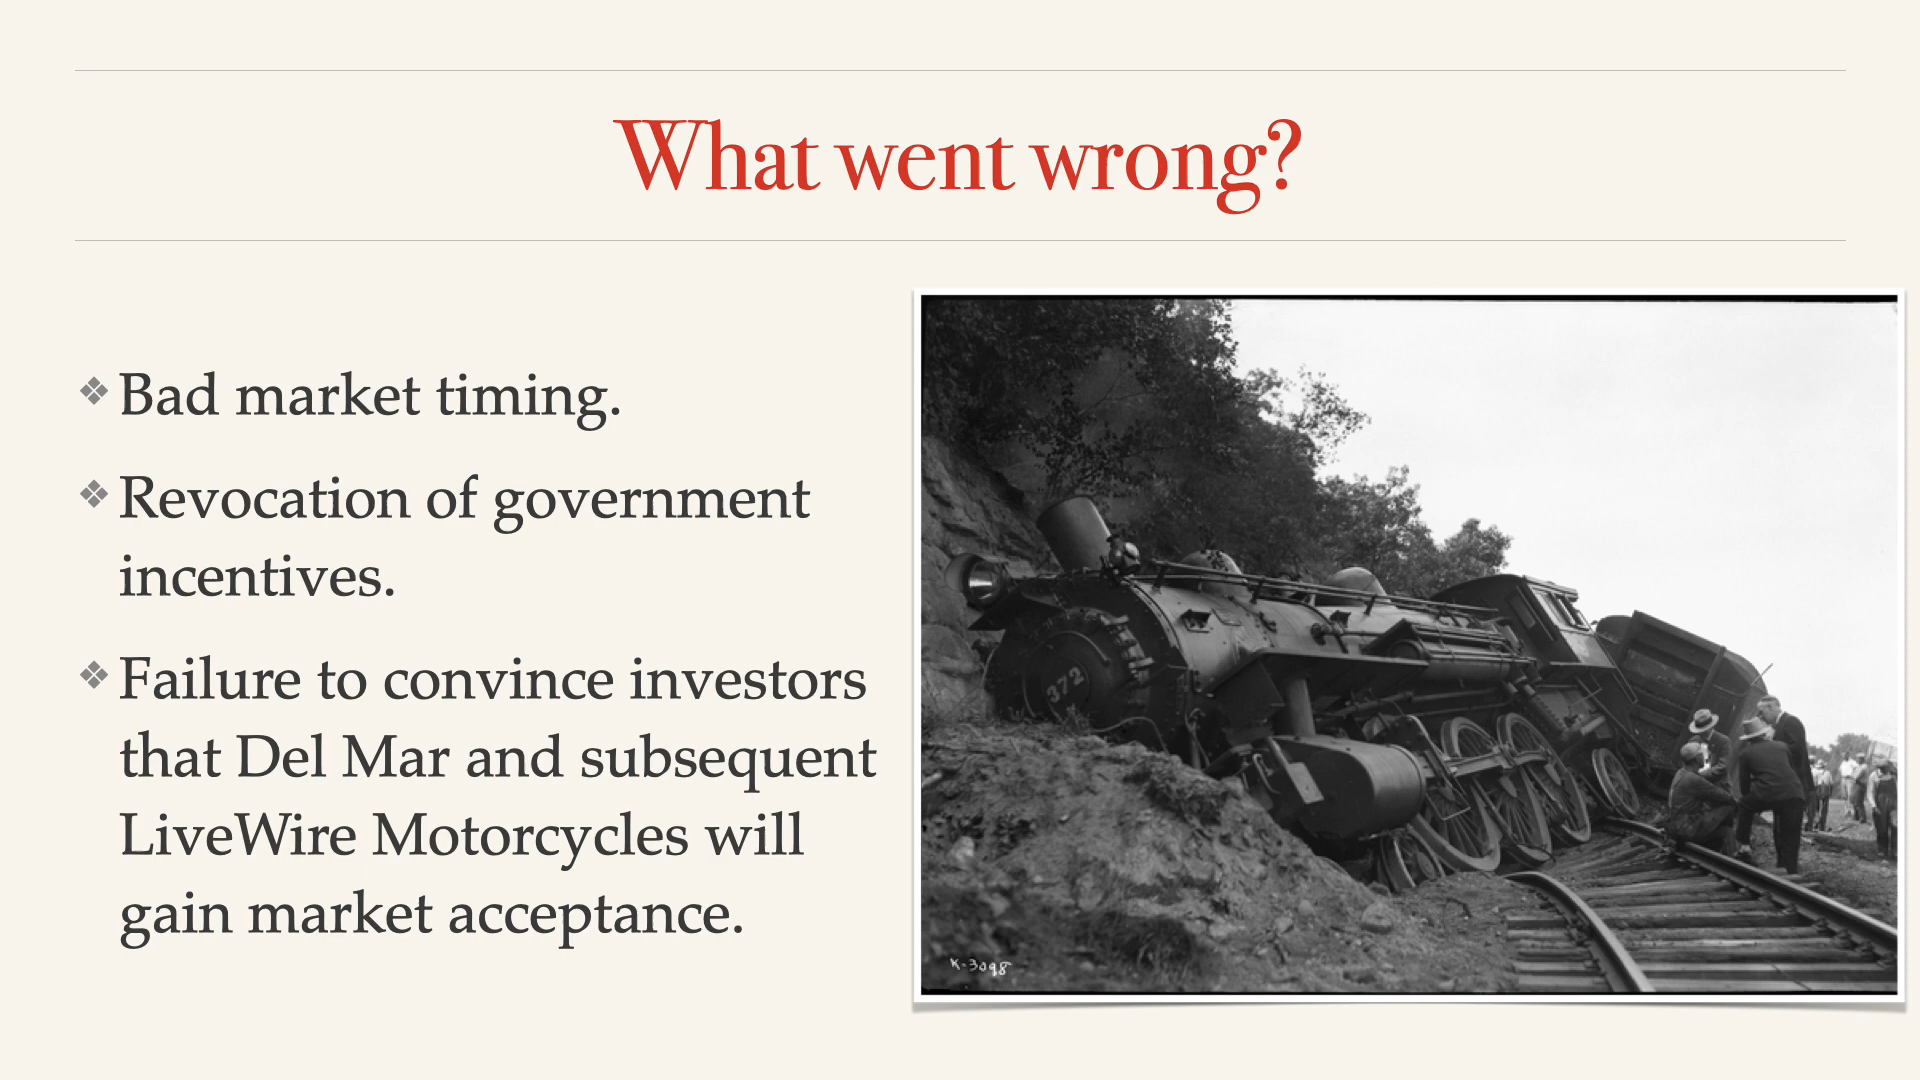 What went wrong?
❖ Bad market timing.
❖ Revocation of government
incentives.
❖ Failure to convince investors
that Del Mar and subsequent
LiveWire Motorcycles will
gain market acceptance.
372
K-3098